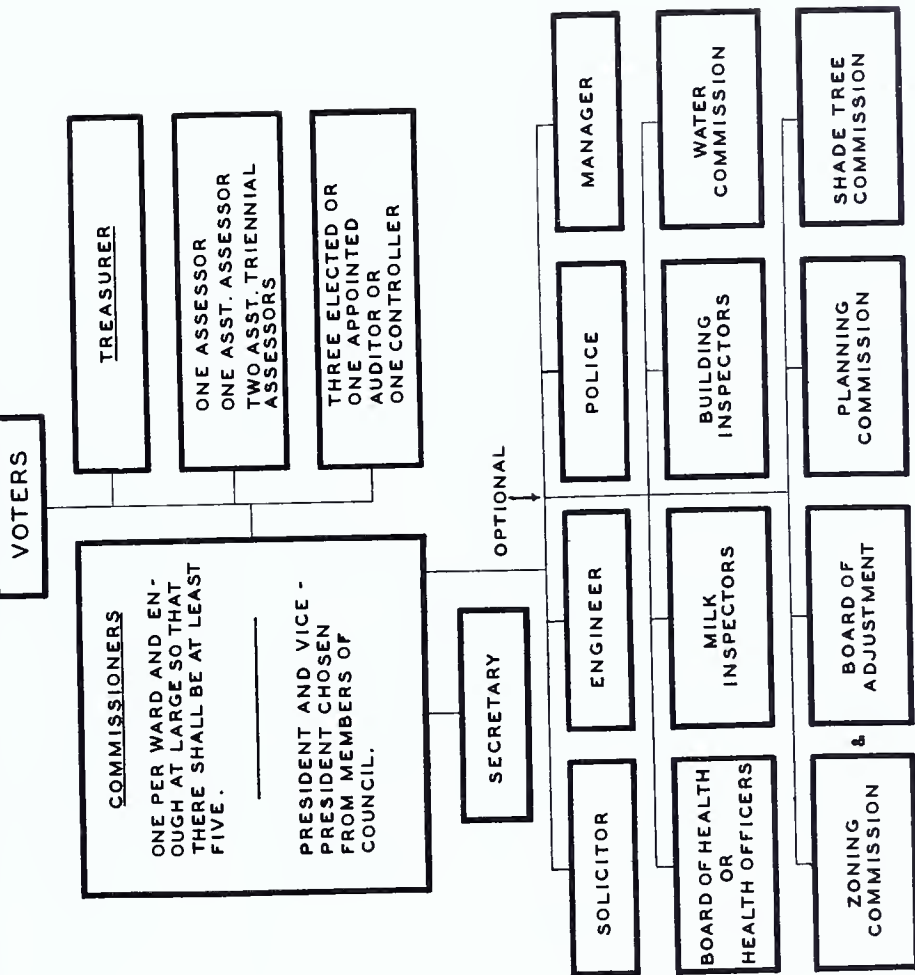 VOTERS
TREASURER
ONE ASSESSOR
ONE ASST. ASSESSOR
TWO ASST. TRIENNIAL
ASSESSORS
THREE ELECTED OR
ONE APPOINTED
AUDITOR OR
ONE CONTROLLER
COMMISSIONERS
ONE PER WARD AND EN-
OUGH AT LARGE SO THAT
THERE SHALL BE AT LEAST
FIVE.
PRESIDENT AND VICE-
PRESIDENT CHOSEN
FROM MEMBERS OF
COUNCIL.
SECRETARY
OPTIONAL
SOLICITOR
ENGINEER
POLICE
MANAGER
BOARD OF HEALTH
OR
HEALTH OFFICERS
MILK
INSPECTORS
BUILDING
INSPECTORS
WATER
COMMISSION
ZONING
COMMISSION
&
BOARD OF
ADJUSTMENT
PLANNING
COMMISSION
SHADE TREE
COMMISSION